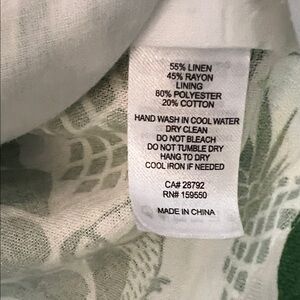 55% LINEN
45% RAYON
LINING
80% POLYESTER
20% COTTON
HAND WASH IN COOL WATER
DRY CLEAN
DO NOT BLEACH
DO NOT TUMBLE DRY
HANG TO DRY
COOL IRON IF NEEDED
CA# 28792
RN# 159550
MADE IN CHINA